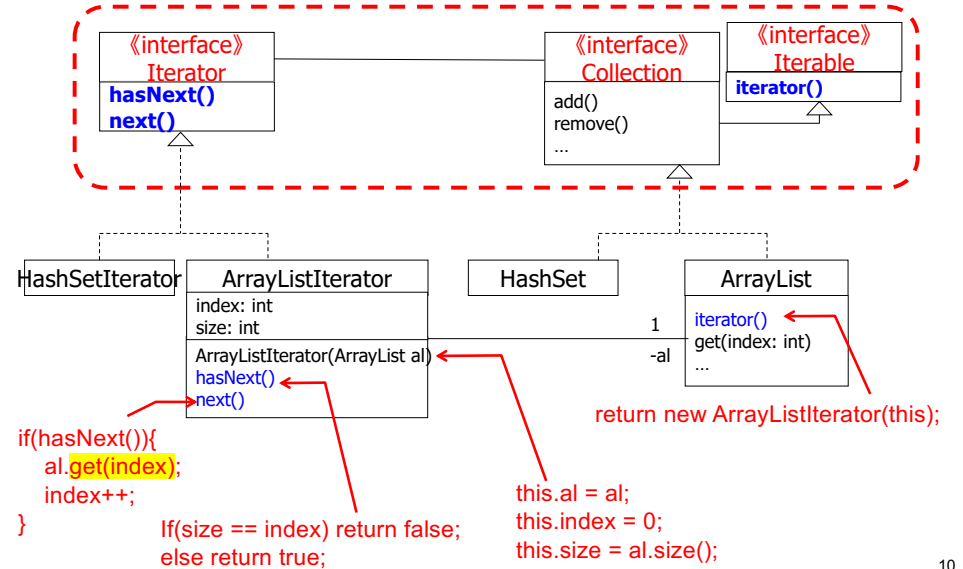 《interface》
Iterator
hasNext()
next()
《interface》
Collection
add()
remove()
…
《interface》
Iterable
iterator()
HashSetIterator
ArrayListIterator
index: int
size: int
ArrayListIterator(ArrayList al)
hasNext()
next()
HashSet
ArrayList
iterator()
get(index: int)
…
1
-al
return new ArrayListIterator(this);
if(hasNext()){
al.get(index);
index++;
}
If(size == index) return false;
else return true;
this.al = al;
this.index = 0;
this.size = al.size();
10